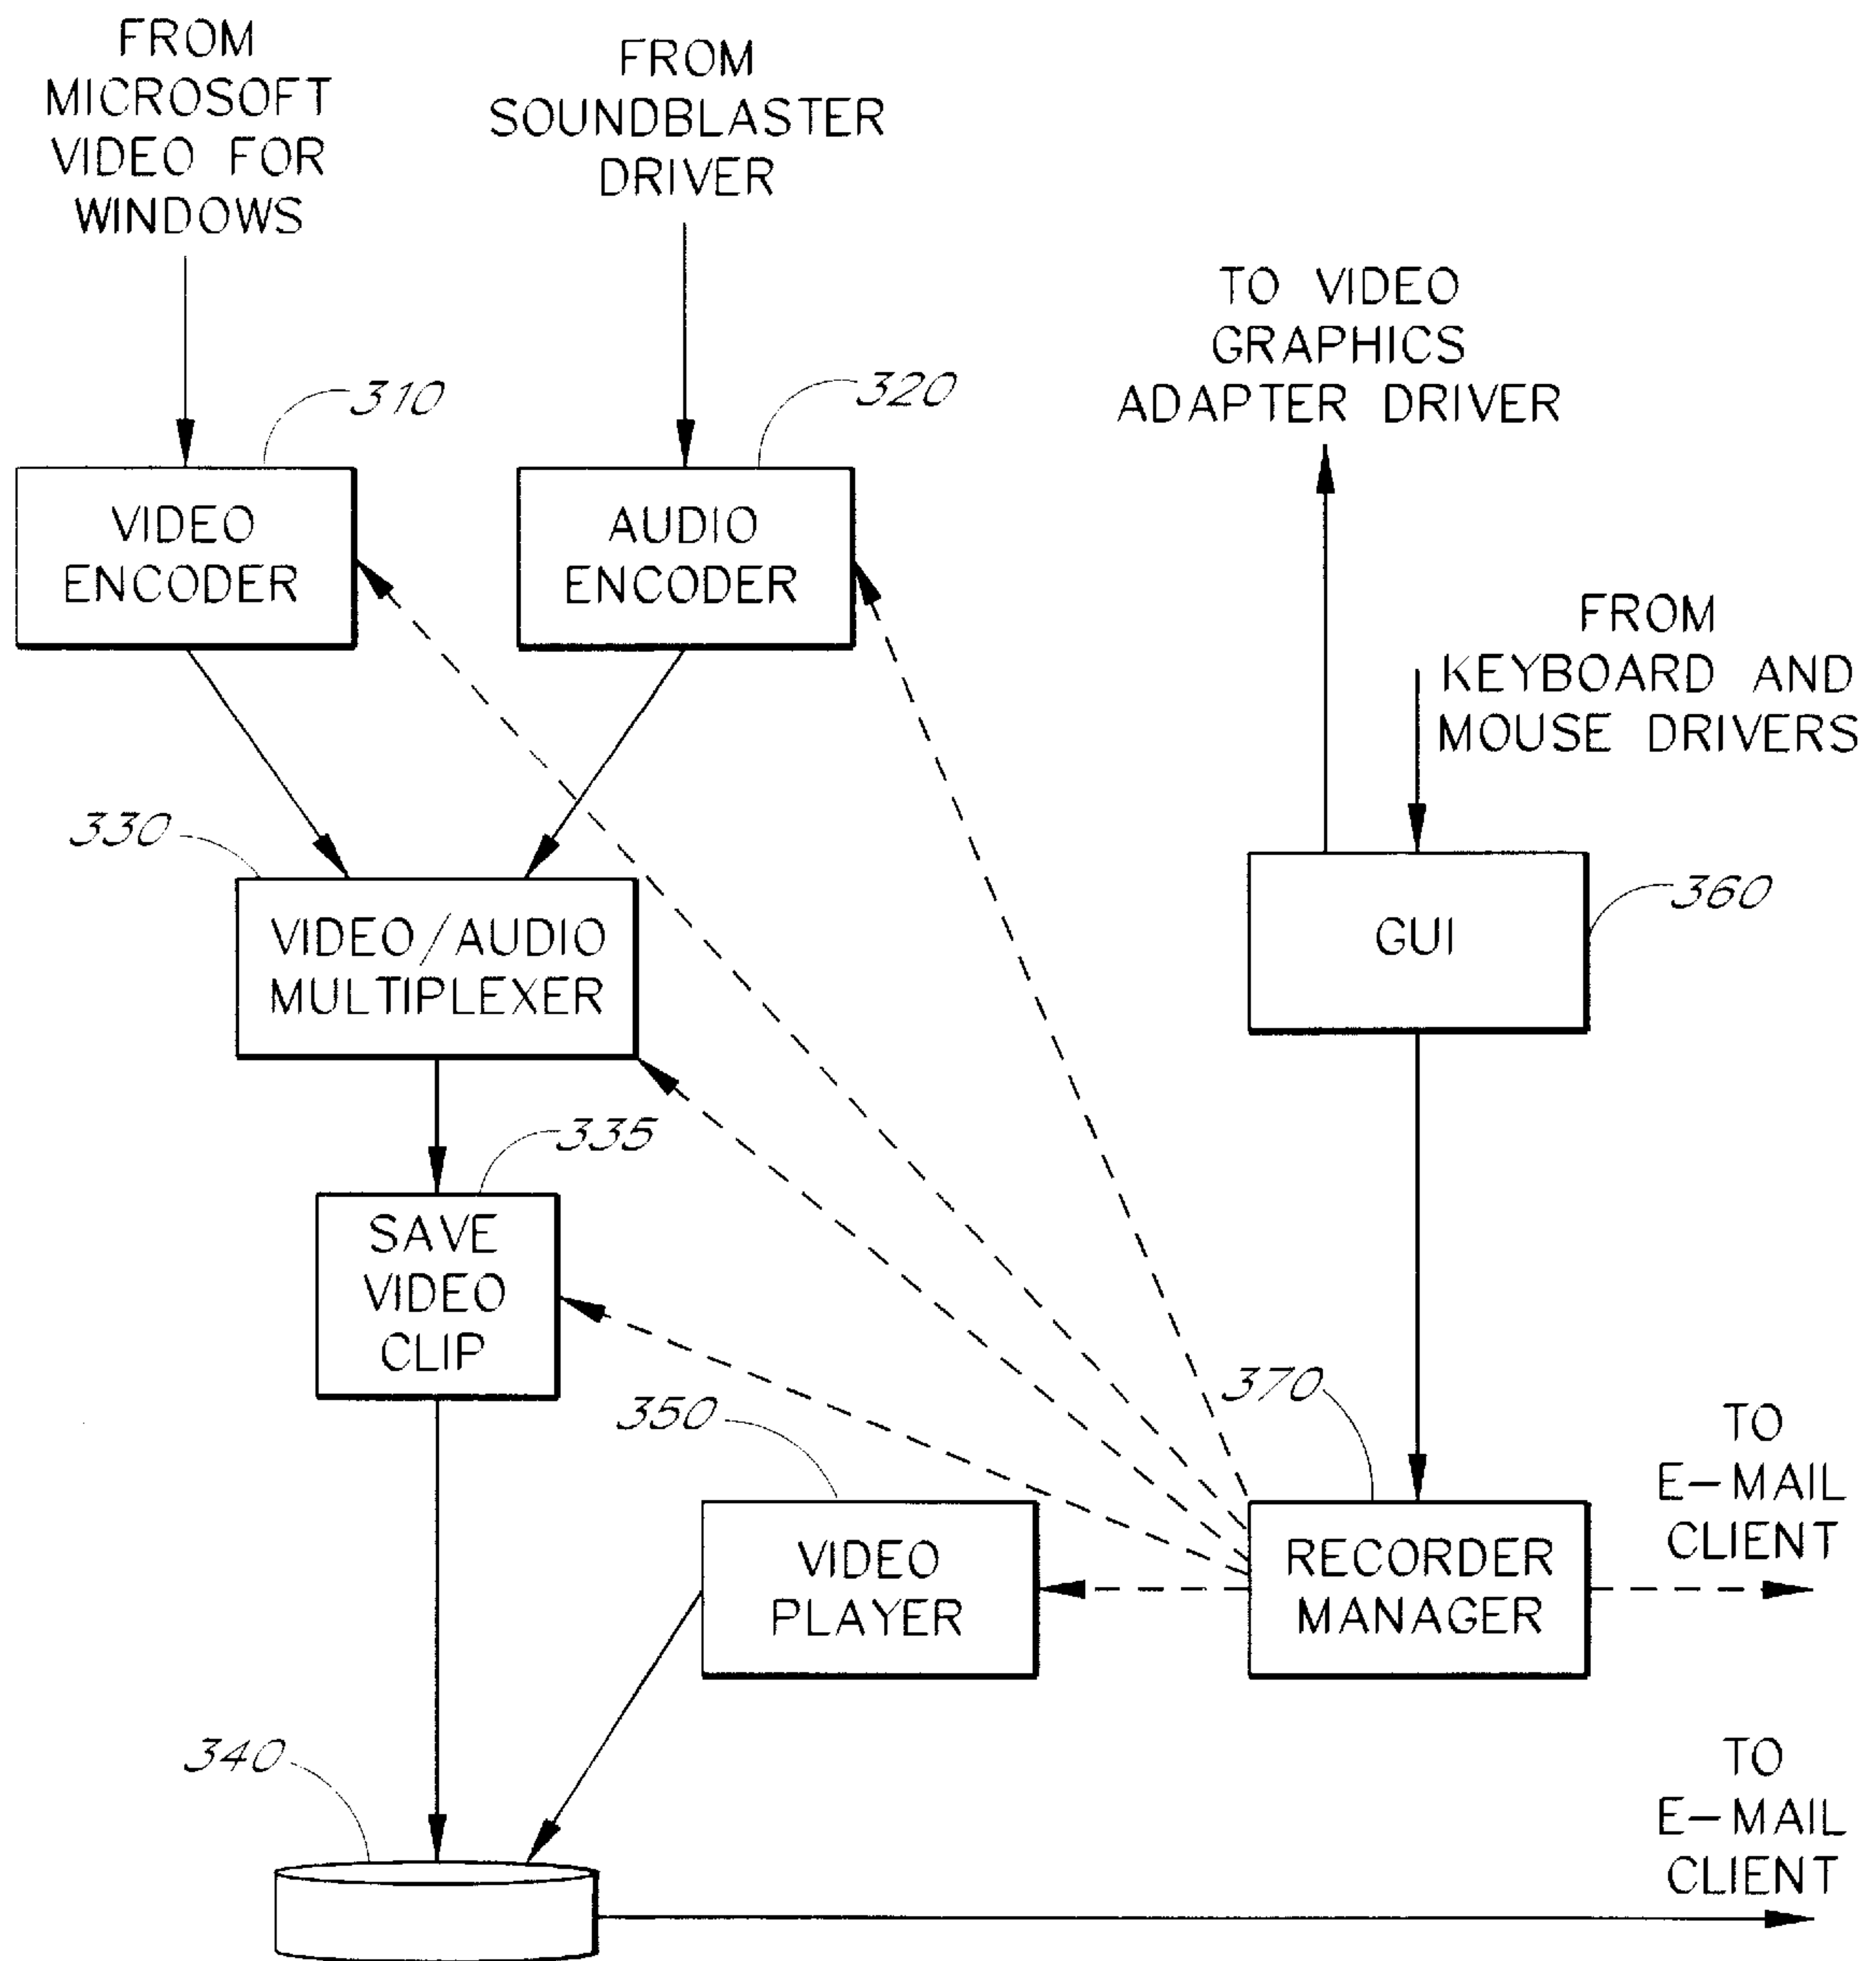 FROM
MICROSOFT
VIDEO FOR
WINDOWS
FROM
SOUNDBLASTER
DRIVER
TO VIDEO
GRAPHICS
ADAPTER DRIVER
310
320
VIDEO
ENCODER
AUDIO
ENCODER
FROM
KEYBOARD AND
MOUSE DRIVERS
330
VIDEO/AUDIO
MULTIPLEXER
GUI
360
335
SAVE
VIDEO
CLIP
350
370
TO
E-MAIL
CLIENT
VIDEO
PLAYER
RECORDER
MANAGER
340
TO
E-MAIL
CLIENT